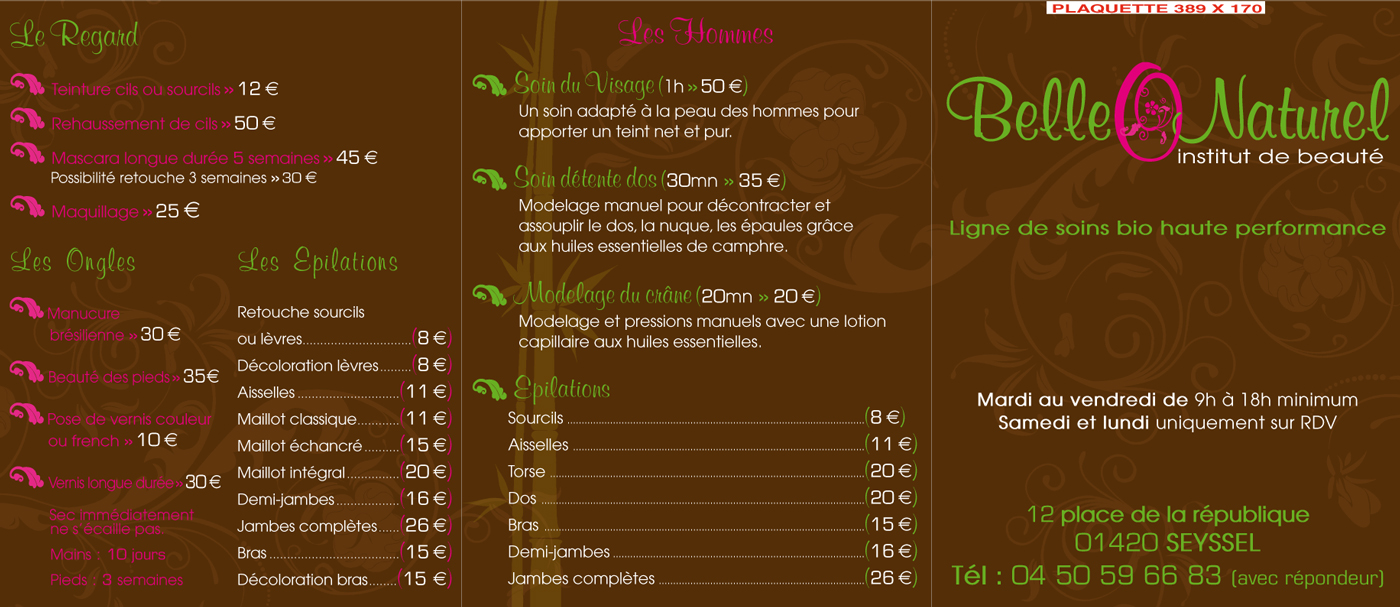 Le Regard
Teinture cils ou sourcils » 12 €
Rehaussement de cils » 50 €
Mascara longue durée 5 semaines » 45 €
Possibilité retouche 3 semaines » 30 €
Maquillage » 25 €
Les Ongles
Manucure
brésilienne » 30 €
Beauté des pieds » 35€
Pose de vernis couleur
ou french » 10 €
Vernis longue durée » 30 €
Sec immédiatement
ne s'écaille pas
Mains : 10 jours
Pieds : 3 semaines
Les Epilations
Retouche sourcils
ou lèvres............................(8 €)
Décoloration lèvres........(8 €)
Aisselles ..........................(11 €)
Maillot classique...........(11 €)
Maillot échancré.........(15 €)
Maillot intégral.............(20 €)
Demi-jambes ................(16 €)
Jambes complètes......(26 €)
Bras .................................(15 €)
Décoloration bras.......(15 €)
Les Hommes
Soin du Visage (1h » 50 €)
Un soin adapté à la peau des hommes pour
apporter un teint net et pur.
Soin détente dos (30mn » 35 €)
Modelage manuel pour décontracter et
assouplir le dos, la nuque, les épaules grâce
aux huiles essentielles de camphre.
Modelage du crâne (20mn » 20 €)
Modelage et pressions manuels avec une lotion
capillaire aux huiles essentielles.
Epilations
Sourcils ............................................................(8 €)
Aisselles ............................................................(11 €)
Torse ............................................................(20 €)
Dos ............................................................(20 €)
Bras ............................................................(15 €)
Demi-jambes ..................................................(16 €)
Jambes complètes ..........................................(26 €)
PLAQUETTE 389 X 170
Belle O Naturel
institut de beauté
Ligne de soins bio haute performance
Mardi au vendredi de 9h à 18h minimum
Samedi et lundi uniquement sur RDV
12 place de la république
01420 SEYSSEL
Tél : 04 50 59 66 83 (avec répondeur)